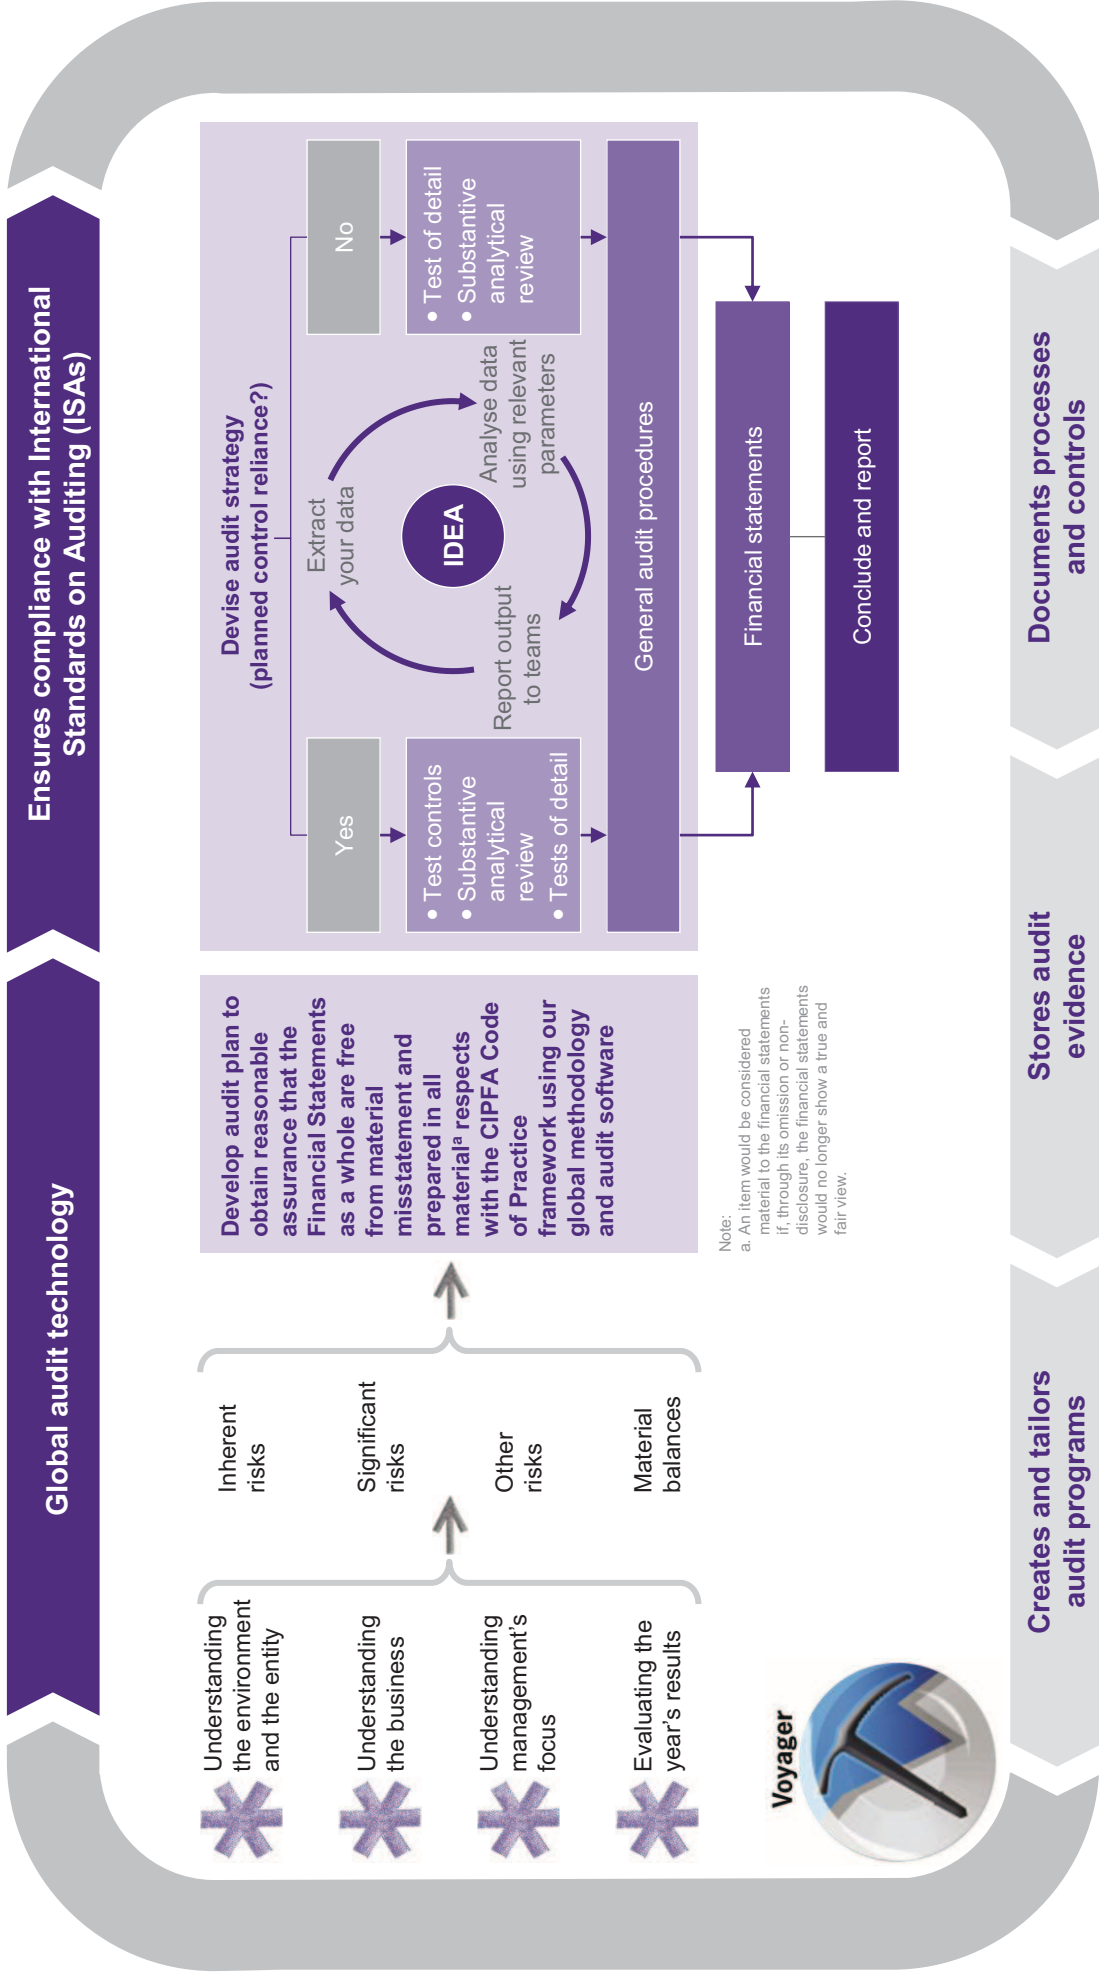 Global audit technology
Ensures compliance with International
Standards on Auditing (ISAs)
Understanding
the environment
and the entity
Understanding
the business
Understanding
management's
focus
Evaluating the
year's results
Inherent
risks
Significant
risks
Other
risks
Material
balances
Develop audit plan to
obtain reasonable
assurance that the
Financial Statements
as a whole are free
from material
misstatement and
prepared in all
materialª respects
with the CIPFA Code
of Practice
framework using our
global methodology
and audit software
Note:
a. An item would be considered
material to the financial statements
if, through its omission or non-
disclosure, the financial statements
would no longer show a true and
fair view.
Devise audit strategy
(planned control reliance?)
Yes
No
• Test controls
• Substantive
analytical
review
• Tests of detail
Extract
your data
IDEA
Report output
to teams
Analyse data
using relevant
parameters
• Test of detail
• Substantive
analytical
review
General audit procedures
Financial statements
Conclude and report
Voyager
Creates and tailors
audit programs
Stores audit
evidence
Documents processes
and controls